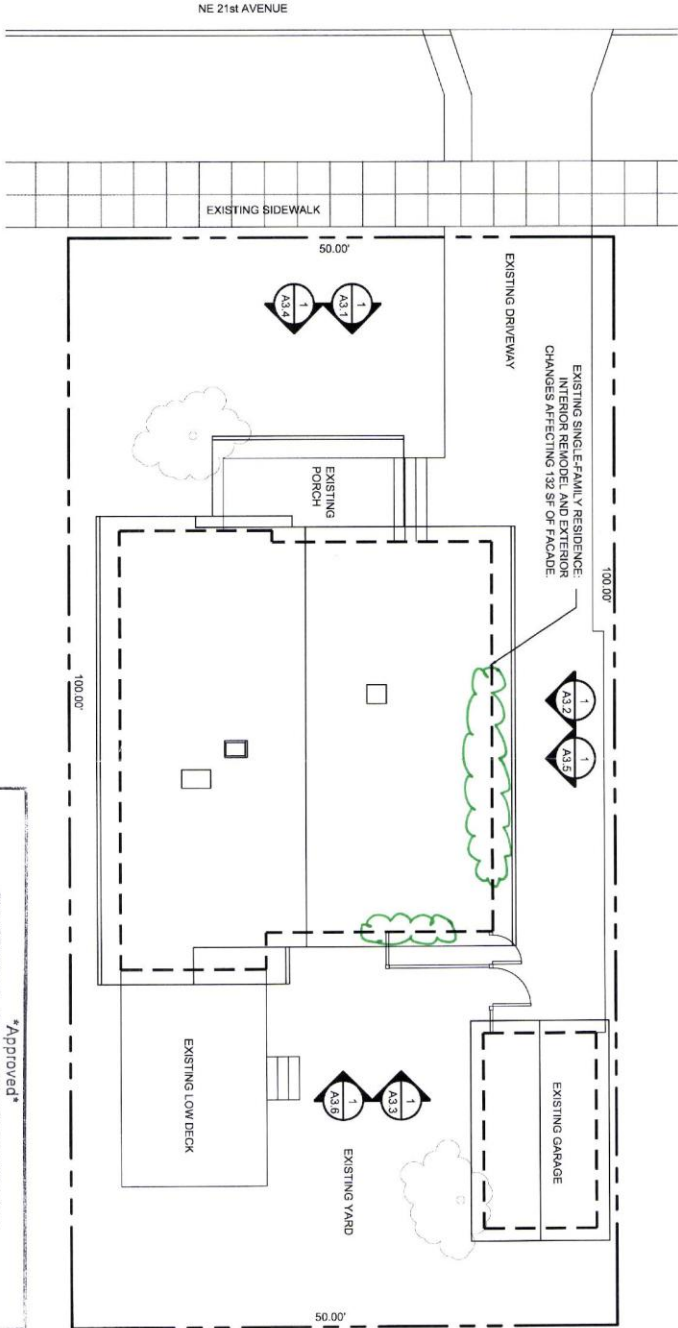 NE 21st AVENUE
EXISTING SIDEWALK
50.00'
EXISTING DRIVEWAY
EXISTING SINGLE-FAMILY RESIDENCE:
INTERIOR REMODEL AND EXTERIOR
CHANGES AFFECTING 132 SF OF FACADE.
100.00'
1
A3.4
1
A3.1
EXISTING
PORCH
1
A3.2
1
A3.5
100.00'
EXISTING LOW DECK
1
A3.6
1
A3.3
EXISTING YARD
EXISTING GARAGE
50.00'
*Approved*